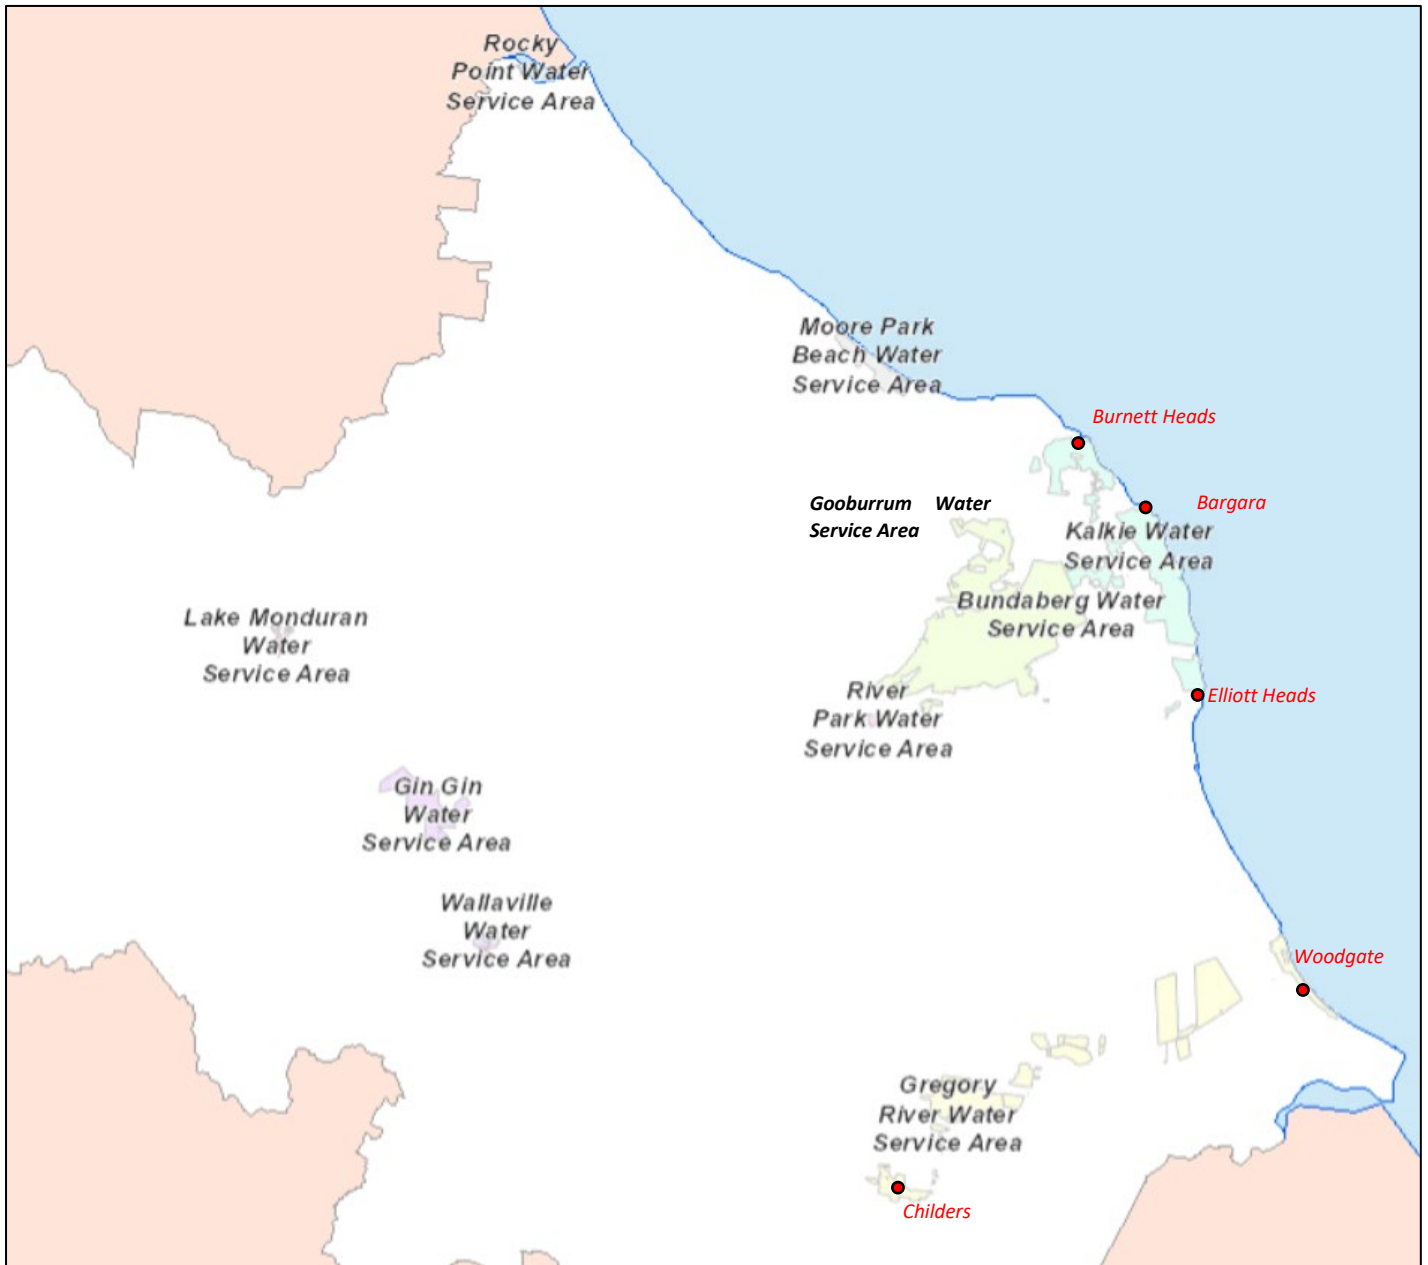 Rocky
Point Water
Service Area
Moore Park
Beach Water
Service Area
Burnett Heads
Bargara
Gooburrum Water
Service Area
Kalkie Water
Service Area
Bundaberg Water
Service Area
Lake Monduran
Water
Service Area
River
Park Water
Service Area
Elliott Heads
Gin Gin
Water
Service Area
Wallaville
Water
Service Area
Woodgate
Gregory
River Water
Service Area
Childers